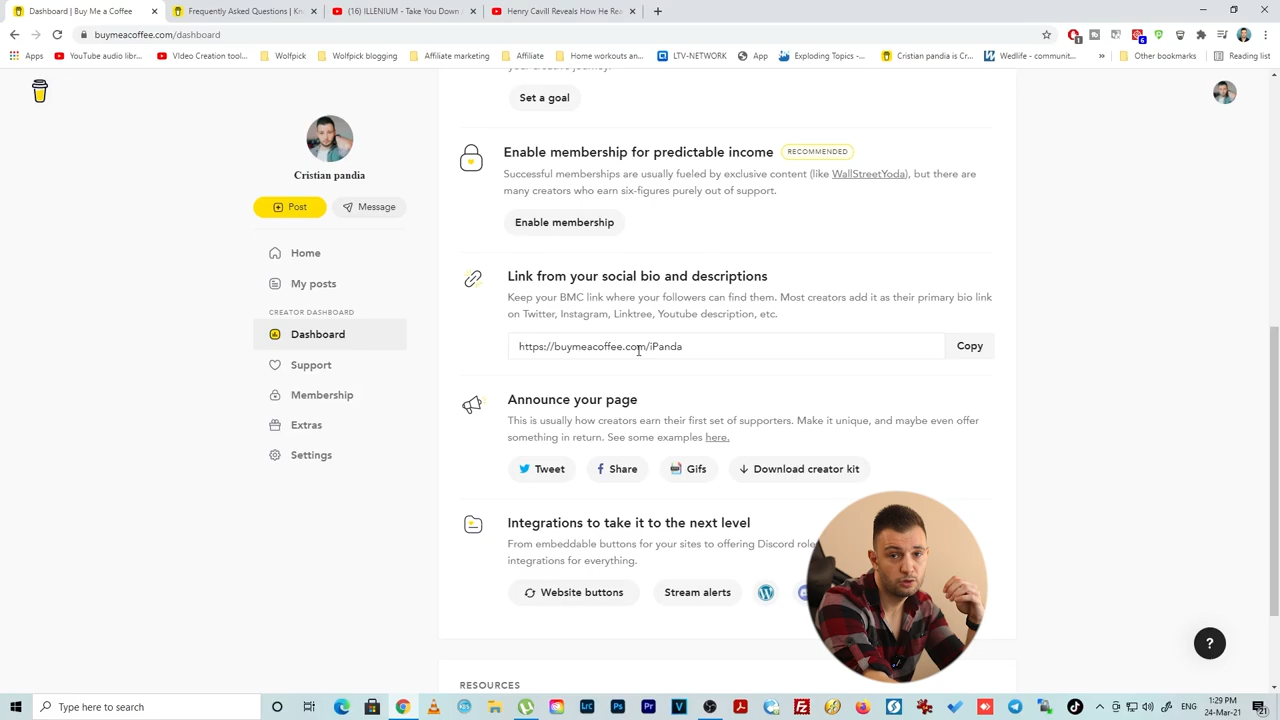 Dashboard | Buy Me a Coffee
Frequently Asked Questions | Kn
(16) ILLENIUM - Take You Down
Henry Cavill Reveals How He Rea
buymeacoffee.com/dashboard
Apps
YouTube audio libr...
VIdeo Creation tool...
Wolfpick
Wolfpick blogging
Affiliate marketing
Affiliate
Home workouts an...
LTV-NETWORK
App
Exploding Topics -...
Cristian pandia is Cr...
Wedlife - communit...
Other bookmarks
Reading list
your creative journey.
Set a goal
Cristian pandia
Post
Message
Home
My posts
CREATOR DASHBOARD
Dashboard
Support
Membership
Extras
Settings
Enable membership for predictable income
RECOMMENDED
Successful memberships are usually fueled by exclusive content (like WallStreetYoda), but there are
many creators who earn six-figures purely out of support.
Enable membership
Link from your social bio and descriptions
Keep your BMC link where your followers can find them. Most creators add it as their primary bio link
on Twitter, Instagram, Linktree, Youtube description, etc.
https://buymeacoffee.com/iPanda
Copy
Announce your page
This is usually how creators earn their first set of supporters. Make it unique, and maybe even offer
something in return. See some examples here.
Tweet
Share
Gifs
Download creator kit
Integrations to take it to the next level
From embeddable buttons for your sites to offering Discord role
integrations for everything.
Website buttons
Stream alerts
RESOURCES
?
Type here to search
ENG
1:29 PM
24-Mar-21